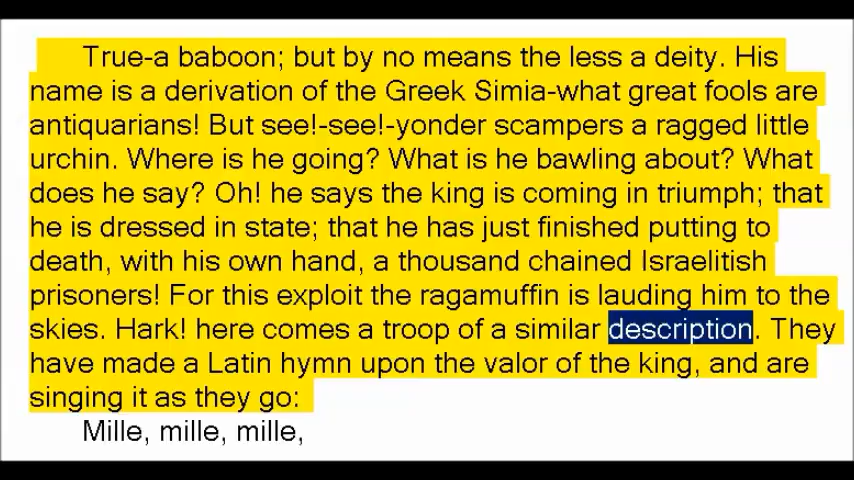 True-a baboon; but by no means the less a deity. His
name is a derivation of the Greek Simia-what great fools are
antiquarians! But see!-see!-yonder scampers a ragged little
urchin. Where is he going? What is he bawling about? What
does he say? Oh! he says the king is coming in triumph; that
he is dressed in state; that he has just finished putting to
death, with his own hand, a thousand chained Israelitish
prisoners! For this exploit the ragamuffin is lauding him to the
skies. Hark! here comes a troop of a similar description. They
have made a Latin hymn upon the valor of the king, and are
singing it as they go:
Mille, mille, mille,